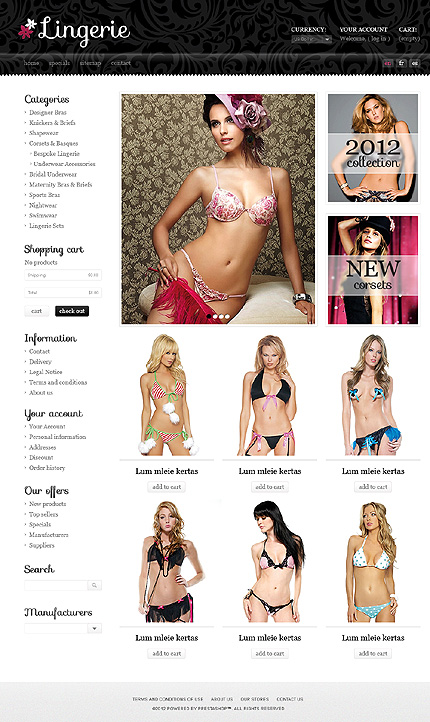 Lingerie
CURRENCY:
YOUR ACCOUNT
Welcome, ( log in )
CART:
(empty)
home specials sitemap contact
en fr es
Categories
Designer Bras
Knickers & Briefs
Shapewear
Corsets & Basques
Bespoke Lingerie
Underwear Accessories
Bridal Underwear
Maternity Bras & Briefs
Sports Bras
Nightwear
Swimwear
Lingerie Sets
2012
collection
NEW
corsets
Shopping cart
No products
Shipping $0.00
Total $0.00
cart check out
Information
Contact
Delivery
Legal Notice
Terms and conditions
About us
Your account
Your Account
Personal information
Addresses
Discount
Order history
Our offers
New products
Top sellers
Specials
Manufacturers
Suppliers
Search
Manufacturers
Lum mleie kertas Lum mleie kertas Lum mleie kertas
add to cart add to cart add to cart
Lum mleie kertas Lum mleie kertas Lum mleie kertas
add to cart add to cart add to cart
TERMS AND CONDITIONS OF USE ABOUT US OUR STORES CONTACT US
©2012 POWERED BY PRESTASHOP™. ALL RIGHTS RESERVED